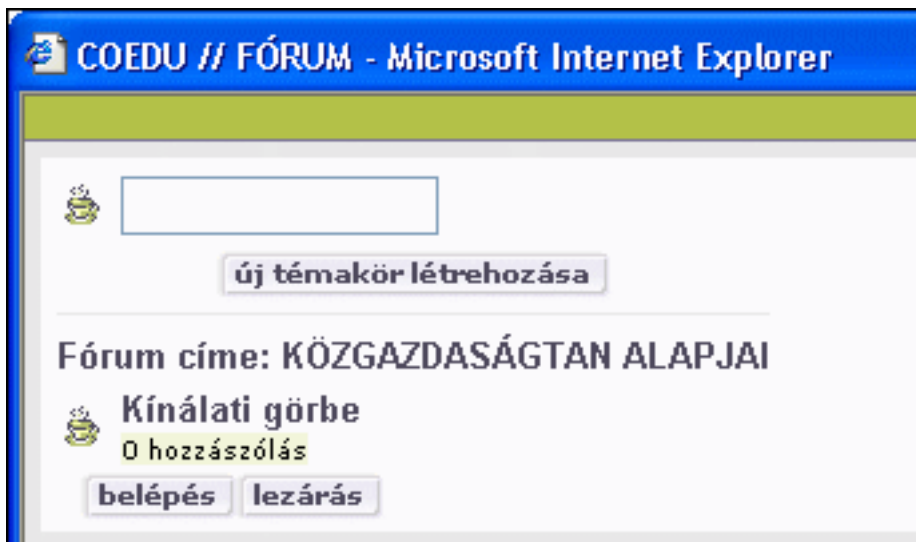 COEDU // FÓRUM - Microsoft Internet Explorer
új témakör létrehozása
Fórum címe: KÖZGAZDASÁGTAN ALAPJAI
Kínálati görbe
0 hozzászólás
belépés lezárás